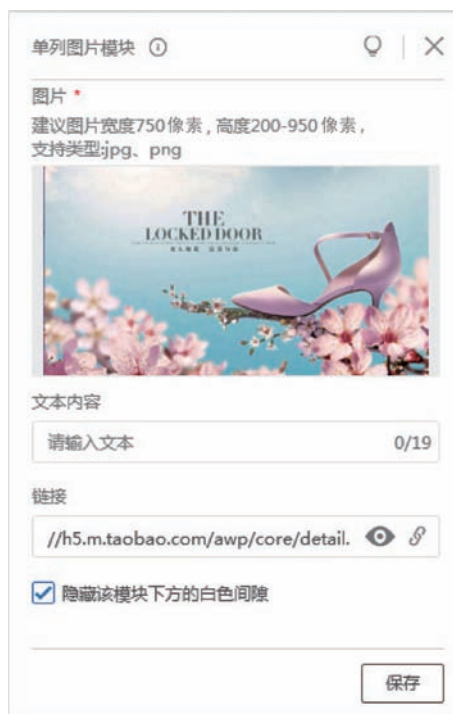 单列图片模块
图片 *
建议图片宽度750像素,高度200-950像素,
支持类型:jpg、png
THE
LOCKED DOOR
文本内容
请输入文本 0/19
链接
//h5.m.taobao.com/awp/core/detail.
隐藏该模块下方的白色间隙
保存